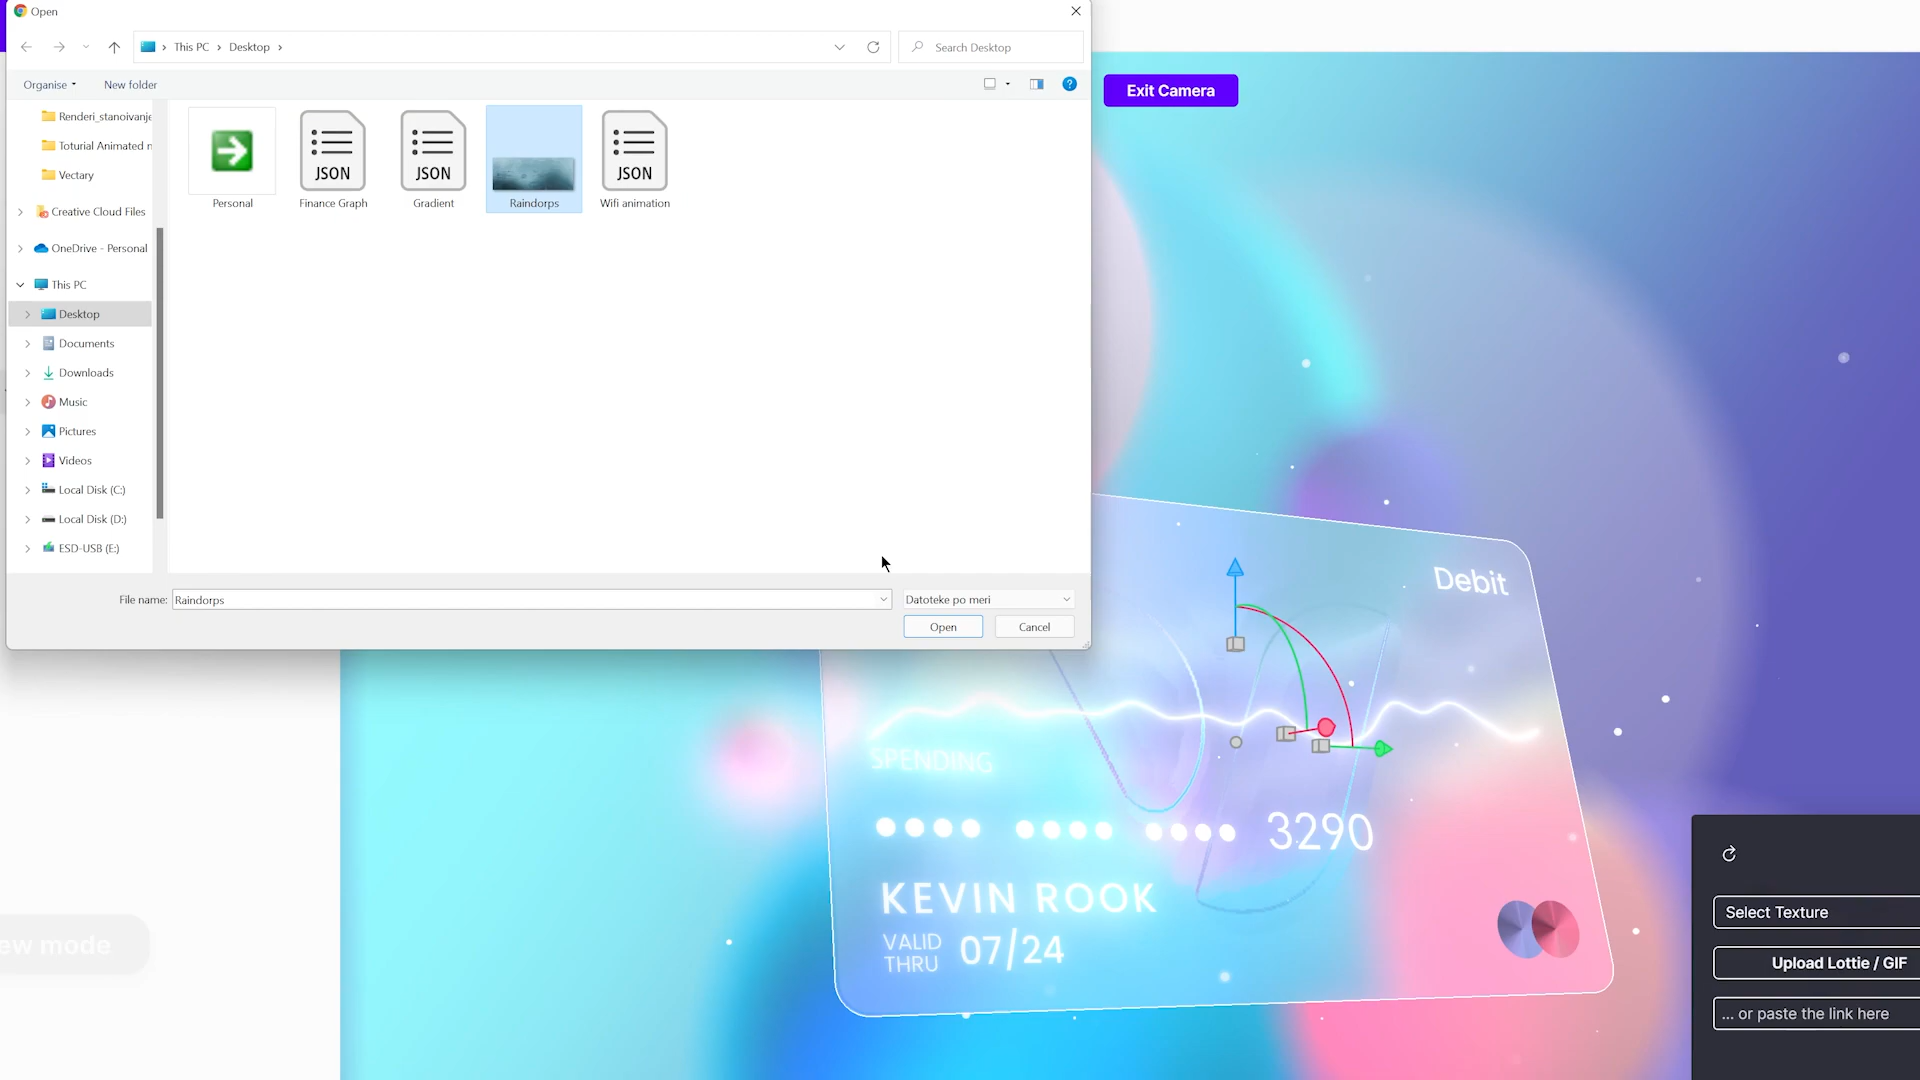 Open
This PC
Desktop
Search Desktop
Organise
New folder
Exit Camera
Renderi_stanoivanje
Toturial Animated n
Vectary
Creative Cloud Files
OneDrive - Personal
This PC
Desktop
Documents
Downloads
Music
Pictures
Videos
Local Disk (C:)
Local Disk (D:)
ESD-USB (E:)
JSON
JSON
JSON
Personal
Finance Graph
Gradient
Raindorps
Wifi animation
File name:
Raindorps
Datoteke po meri
Open
Cancel
Debit
SPENDING
3290
KEVIN ROOK
VALID
THRU
07/24
ew mode
Select Texture
Upload Lottie / GIF
... or paste the link here